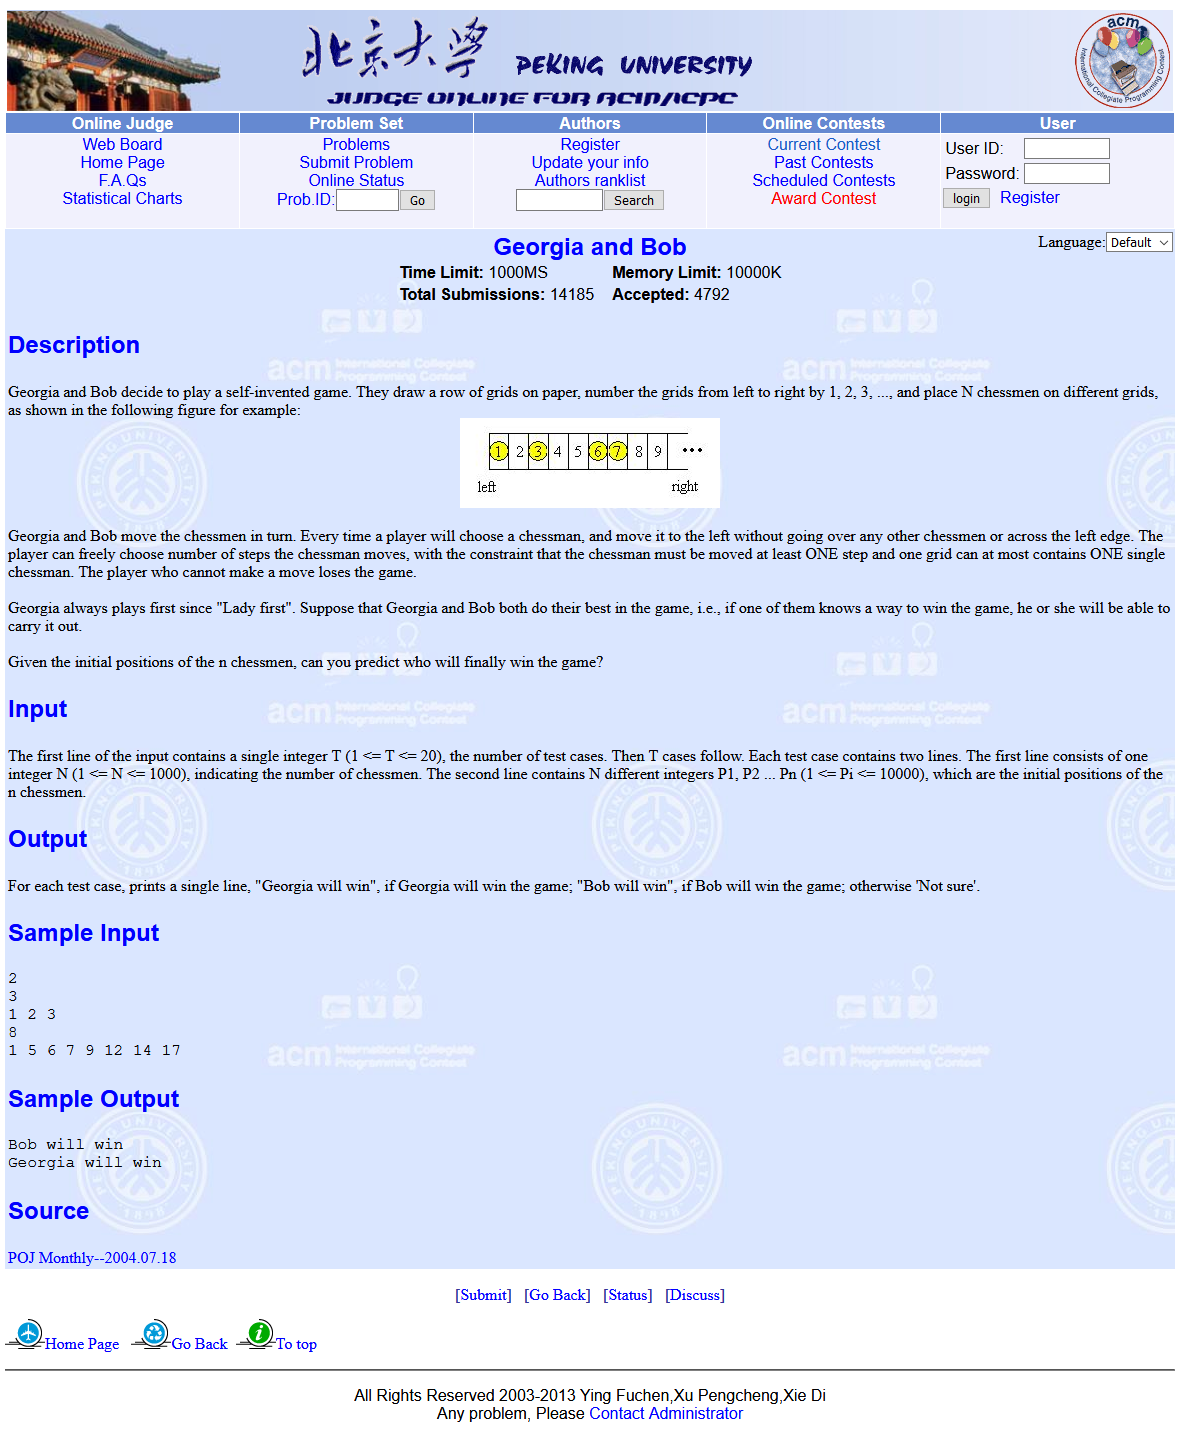 北京大学 PEKING UNIVERSITY
JUDGE ONLINE FOR ACM/ICPC
acm International Collegiate Programming Contest
Online Judge Problem Set Authors Online Contests User
Web Board Problems Register Current Contest User ID:
Home Page Submit Problem Update your info Past Contests Password:
F.A.Qs Online Status Authors ranklist Scheduled Contests login Register
Statistical Charts Prob.ID: Go Search Award Contest
Georgia and Bob Language: Default
Time Limit: 1000MS Memory Limit: 10000K
Total Submissions: 14185 Accepted: 4792
Description
Georgia and Bob decide to play a self-invented game. They draw a row of grids on paper, number the grids from left to right by 1, 2, 3, ..., and place N chessmen on different grids,
as shown in the following figure for example:
1 2 3 4 5 6 7 8 9 •••
left right
Georgia and Bob move the chessmen in turn. Every time a player will choose a chessman, and move it to the left without going over any other chessmen or across the left edge. The
player can freely choose number of steps the chessman moves, with the constraint that the chessman must be moved at least ONE step and one grid can at most contains ONE single
chessman. The player who cannot make a move loses the game.
Georgia always plays first since "Lady first". Suppose that Georgia and Bob both do their best in the game, i.e., if one of them knows a way to win the game, he or she will be able to
carry it out.
Given the initial positions of the n chessmen, can you predict who will finally win the game?
Input
The first line of the input contains a single integer T (1 <= T <= 20), the number of test cases. Then T cases follow. Each test case contains two lines. The first line consists of one
integer N (1 <= N <= 1000), indicating the number of chessmen. The second line contains N different integers P1, P2 ... Pn (1 <= Pi <= 10000), which are the initial positions of the
n chessmen.
Output
For each test case, prints a single line, "Georgia will win", if Georgia will win the game; "Bob will win", if Bob will win the game; otherwise 'Not sure'.
Sample Input
2
3
1 2 3
8
1 5 6 7 9 12 14 17
Sample Output
Bob will win
Georgia will win
Source
POJ Monthly--2004.07.18
[Submit] [Go Back] [Status] [Discuss]
Home Page Go Back To top
All Rights Reserved 2003-2013 Ying Fuchen,Xu Pengcheng,Xie Di
Any problem, Please Contact Administrator